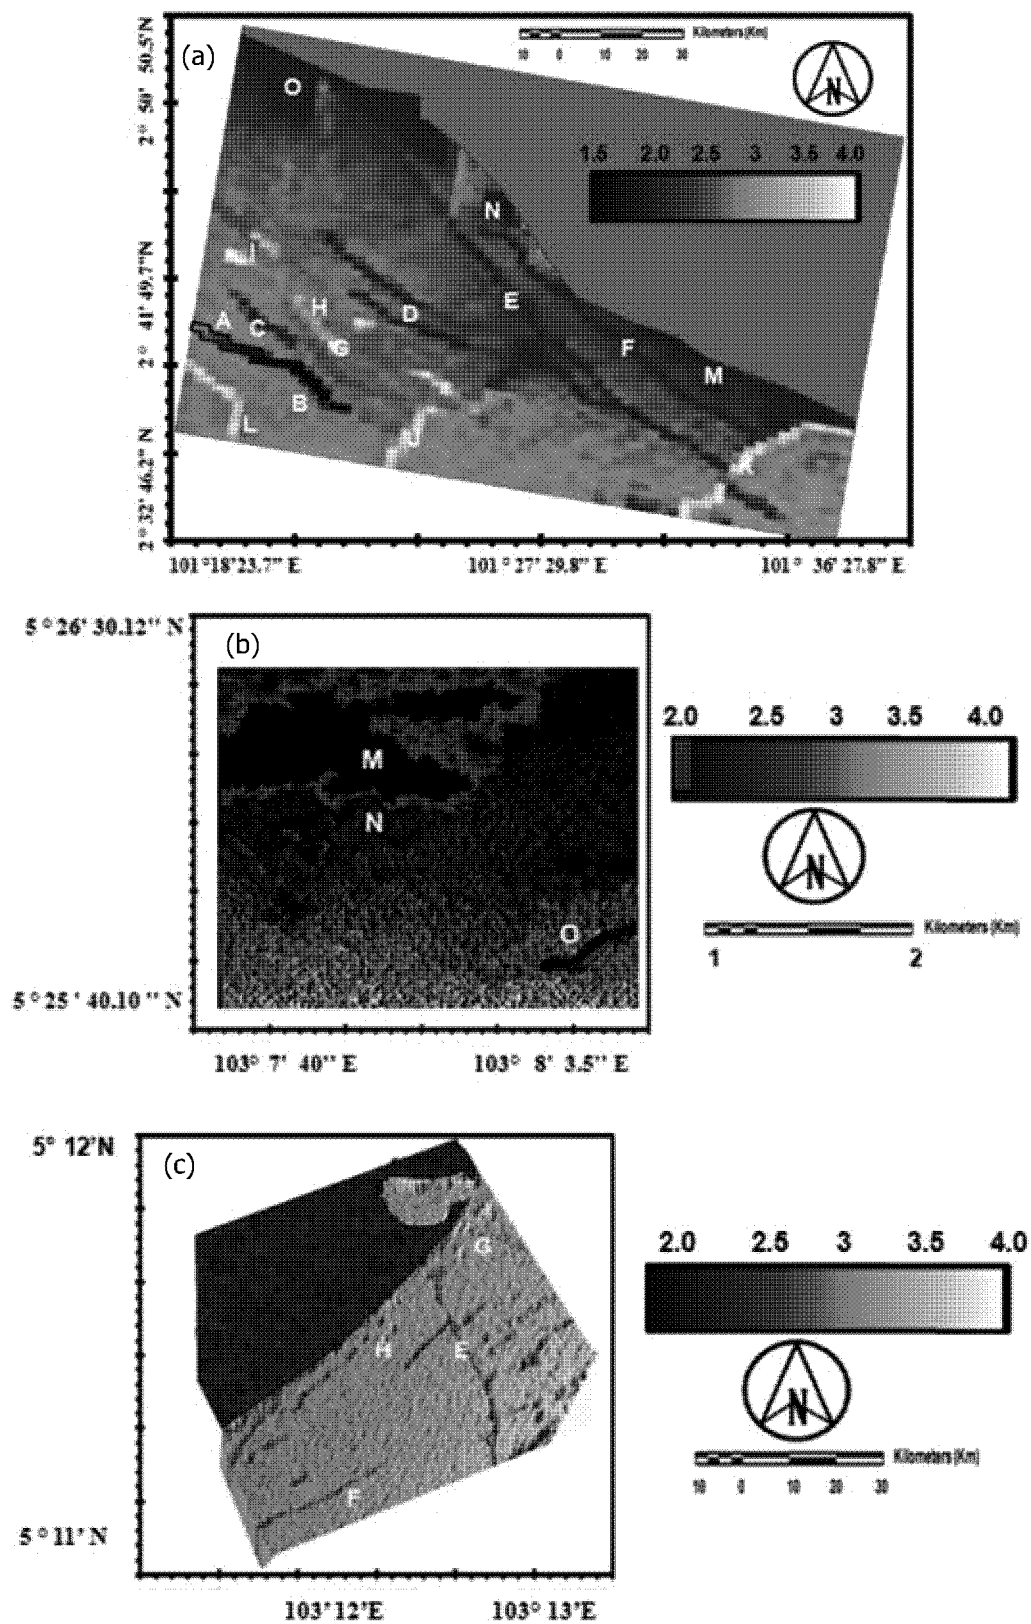 (a)
Kilometers (Km)
10 0 10 20 30
N
1.5 2.0 2.5 3 3.5 4.0
O
N
I
H
E
D
A
C
G
F
M
B
L
J
K
2° 50' 50.5'' N
2° 41' 49.7'' N
2° 32' 46.2'' N
101°18'23.7'' E 101° 27' 29.8'' E 101° 36' 27.8'' E
5° 26' 30.12'' N
(b)
M
N
O
5° 25' 40.10'' N
103° 7' 40'' E 103° 8' 3.5'' E
2.0 2.5 3 3.5 4.0
N
Kilometers (Km)
1 2
5° 12'N
(c)
G
H
E
F
5° 11' N
103°12'E 103° 13'E
2.0 2.5 3 3.5 4.0
N
Kilometers (Km)
10 0 10 20 30